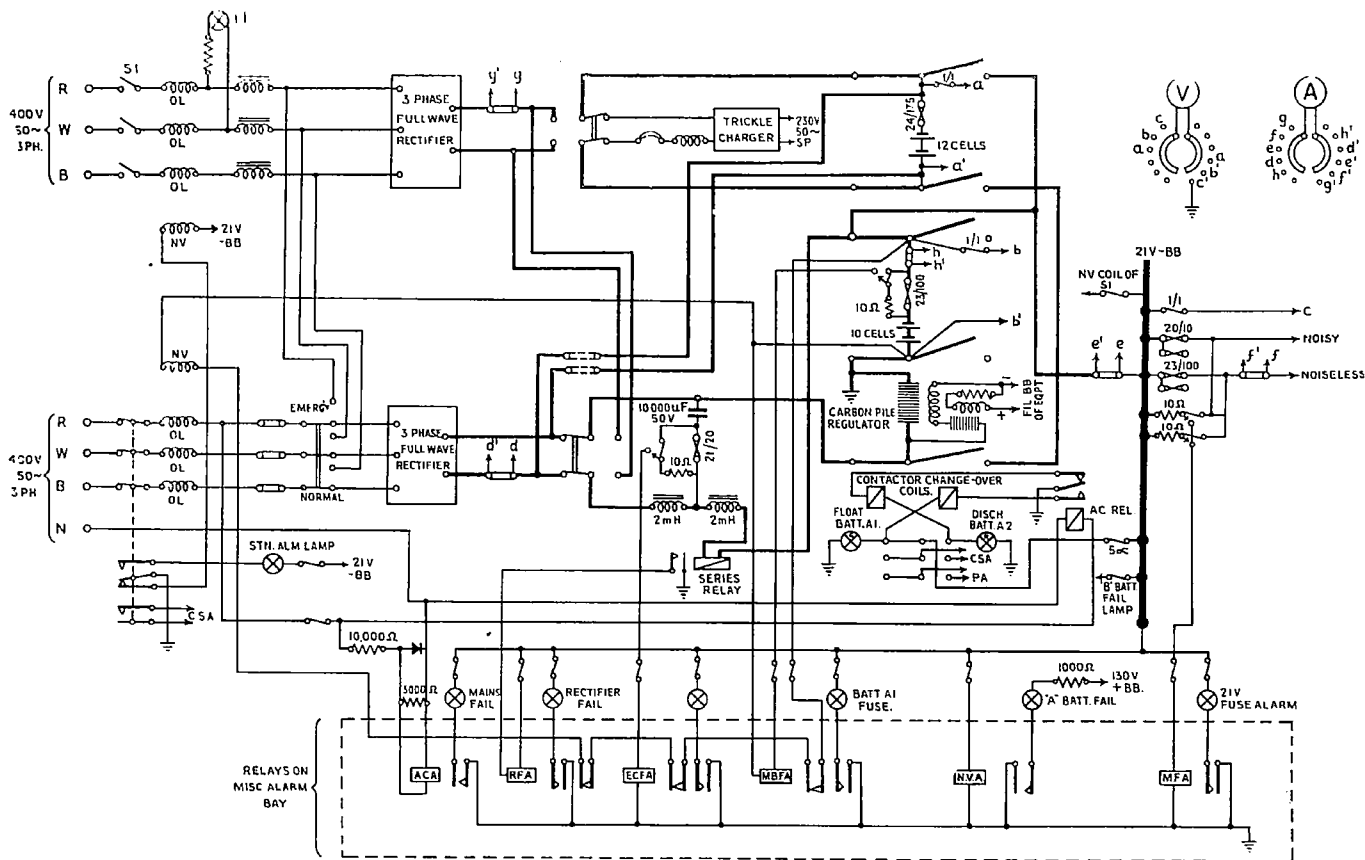 S1
R
OL
400V
50~
3PH.
W
OL
B
OL
3 PHASE
FULL WAVE
RECTIFIER
g'
g
TRICKLE
CHARGER
230V
50~
SP
1/1
a
24/175
12 CELLS
a'
V
c
b
a
a
b'
c'
A
g
f
e
d
h
h'
d'
e'
f'
g'
NV
21V
-BB
1/1
b
h
h'
10Ω
23/100
10 CELLS
b'
21V-BB
NV COIL OF
S1
1/1
C
20/10
NOISY
e'
e
23/100
f'
f
NOISELESS
10Ω
10Ω
NV
EMERG.
NORMAL
R
OL
W
OL
B
OL
N
50~
3PH
3 PHASE
FULL WAVE
RECTIFIER
d'
d
10000μF
50V
21/20
10Ω
2mH
2mH
CARBON PILE
REGULATOR
-
+
FIL BB
OF EQPT
CONTACTOR CHANGE-OVER
COILS.
FLOAT
BATT. A1.
DISCH
BATT. A2
AC REL.
CSA
PA
'B' BATT
FAIL
LAMP
SERIES
RELAY
STN. ALM LAMP
21V
-BB
CSA
10,000Ω
5000Ω
MAINS
FAIL
RECTIFIER
FAIL
BATT A1
FUSE.
1000Ω
130V
+BB.
"A" BATT. FAIL
21V
FUSE ALARM
RELAYS ON
MISC ALARM
BAY
ACA
RFA
ECFA
MBFA
N.V.A
M.F.A